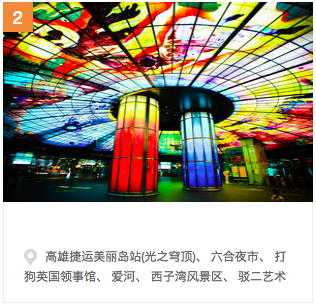 2
高雄捷运美丽岛站(光之穹顶)、 六合夜市、 打
狗英国领事馆、 爱河、 西子湾风景区、 驳二艺术